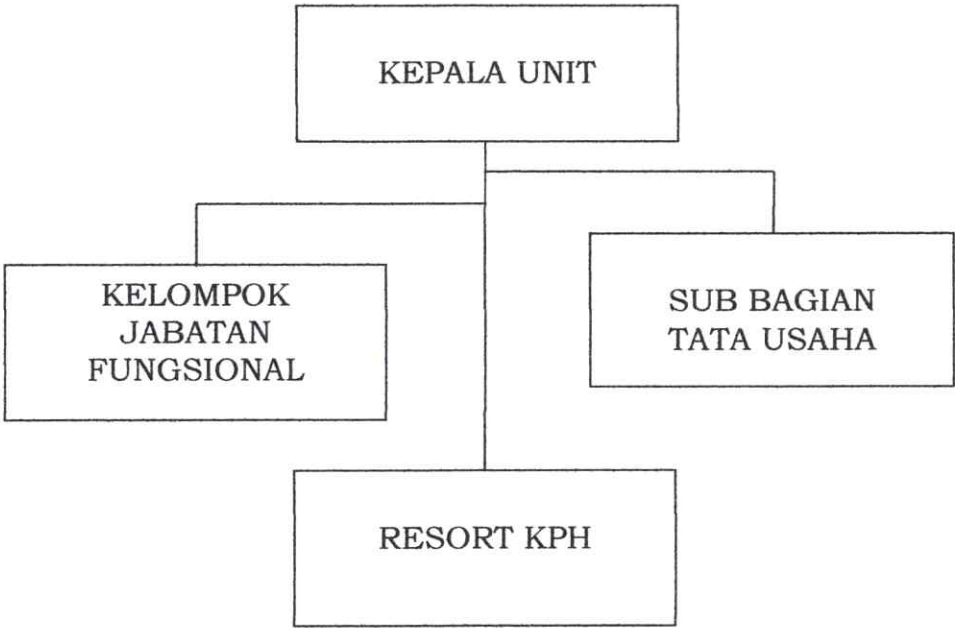 KEPALA UNIT
KELOMPOK
JABATAN
FUNGSIONAL
SUB BAGIAN
TATA USAHA
RESORT KPH